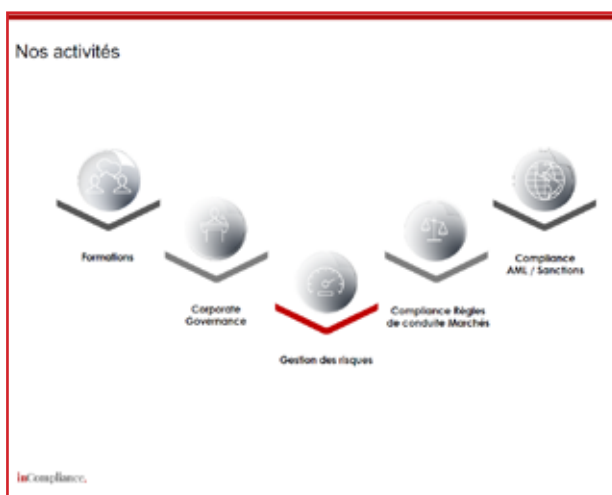 Nos activités
Formations
Corporate
Governance
Gestion des risques
Compliance Règles
de conduite Marchés
Compliance
AML / Sanctions
inCompliance.